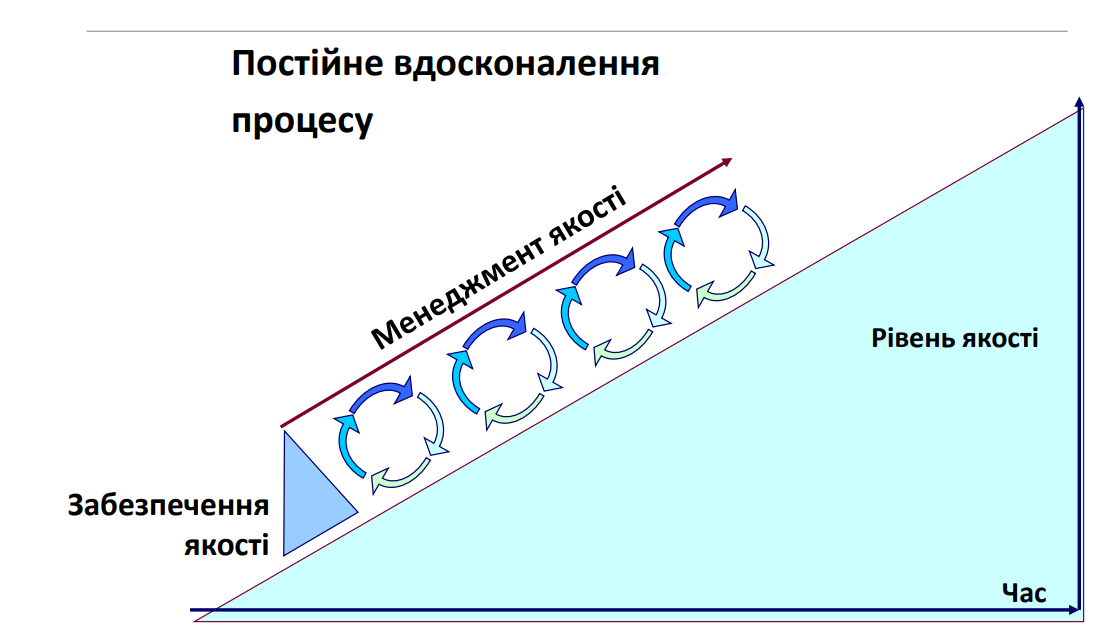 Постійне вдосконалення
процесу
Менеджмент якості
Рівень якості
Забезпечення
якості
Час